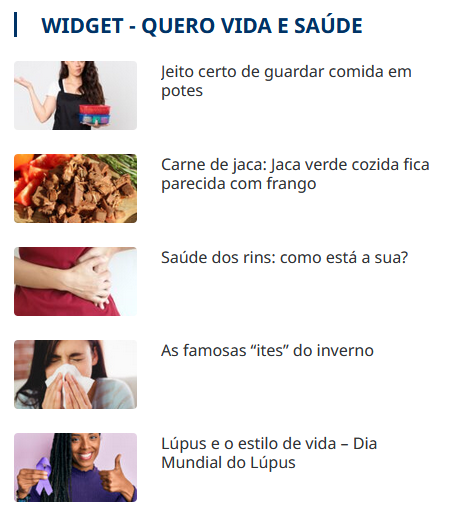 WIDGET - QUERO VIDA E SAÚDE
Jeito certo de guardar comida em
potes
Carne de jaca: Jaca verde cozida fica
parecida com frango
Saúde dos rins: como está a sua?
As famosas “ites” do inverno
Lúpus e o estilo de vida – Dia
Mundial do Lúpus